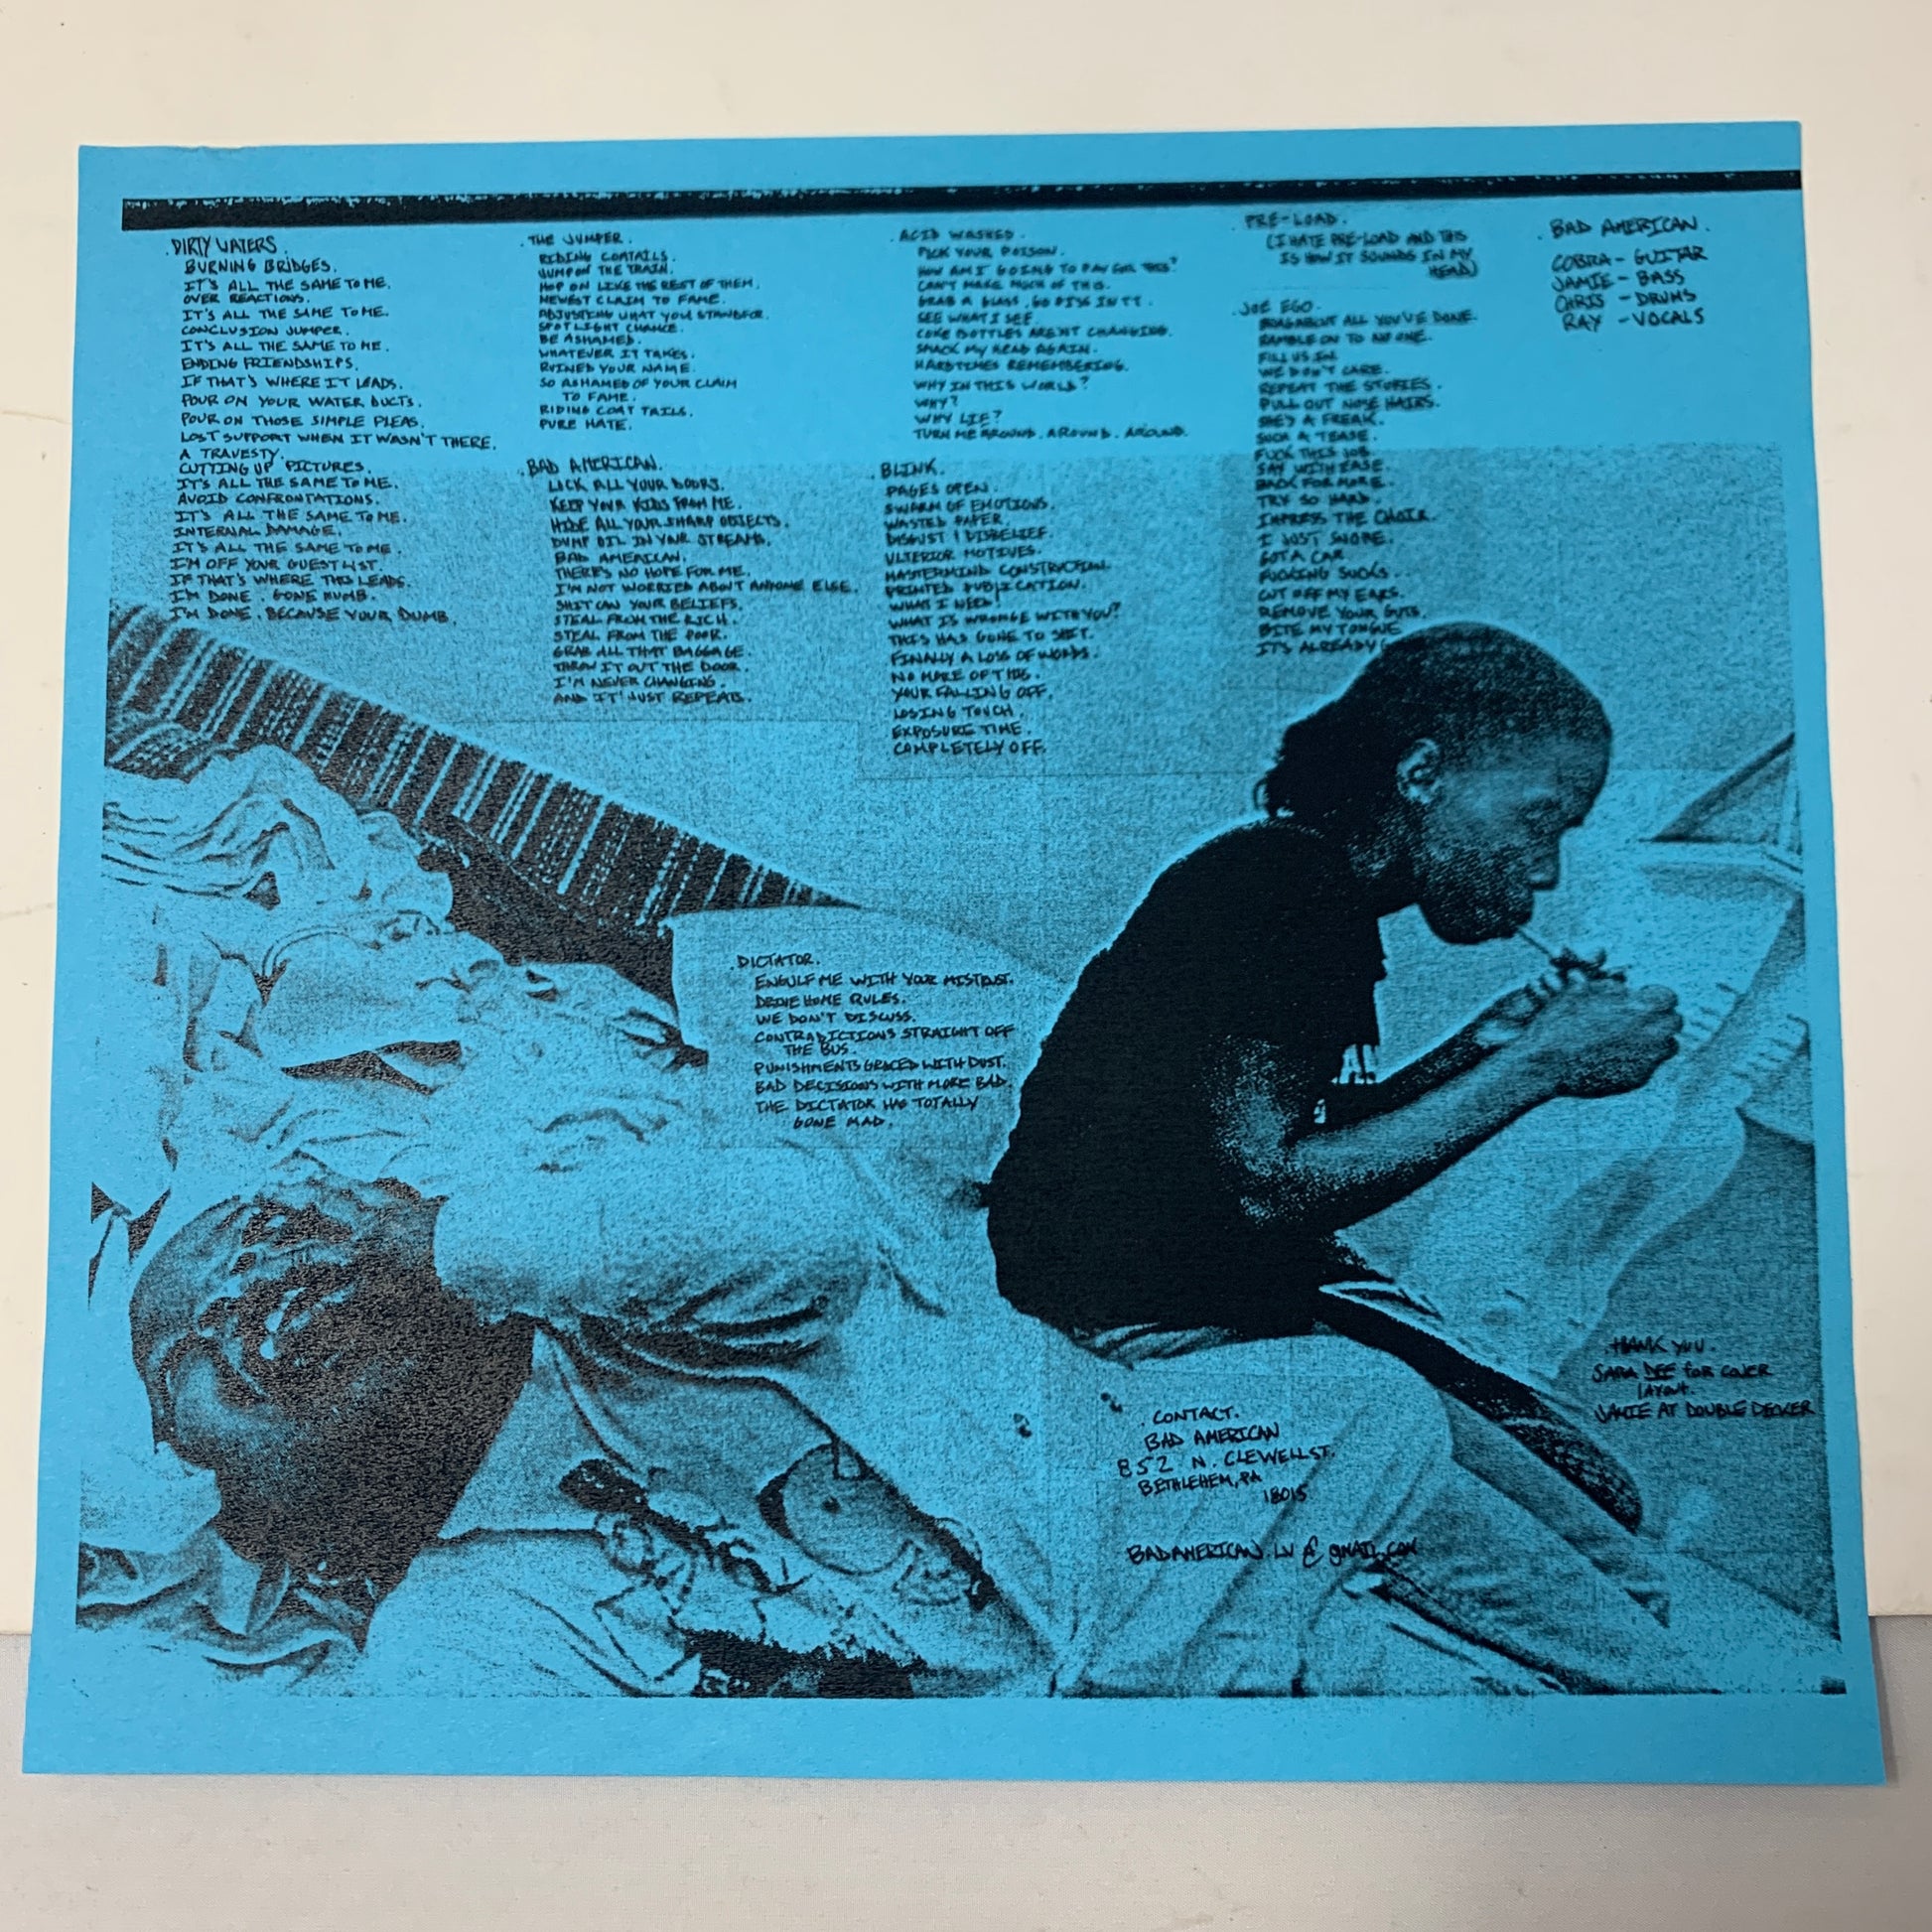 .DIRTY WATERS.
BURNING BRIDGES.
IT'S ALL THE SAME TO ME.
OVER REACTIONS.
IT'S ALL THE SAME TO ME.
CONCLUSION JUMPER.
IT'S ALL THE SAME TO ME.
ENDING FRIENDSHIPS.
IF THAT'S WHERE IT LEADS.
POUR ON YOUR WATER DUCTS.
POUR ON THOSE SIMPLE PLEAS.
LOST SUPPORT WHEN IT WASN'T THERE.
A TRAVESTY.
CUTTING UP PICTURES.
IT'S ALL THE SAME TO ME.
AVOID CONFRONTATIONS.
IT'S ALL THE SAME TO ME.
INTERNAL DAMAGE.
IT'S ALL THE SAME TO ME.
I'M OFF YOUR GUEST LIST.
IF THAT'S WHERE THIS LEADS.
I'M DONE. GONE NUMB.
I'M DONE. BECAUSE YOUR DUMB.
.THE JUMPER.
RIDING COATAILS.
JUMP ON THE TRAIN.
HOP ON LIKE THE REST OF THEM.
NEWEST CLAIM TO FAME.
ADJUSTING WHAT YOU STANDFOR.
SPOTLIGHT CHANCE.
BE ASHAMED.
WHATEVER IT TAKES.
RUINED YOUR NAME.
SO ASHAMED OF YOUR CLAIM
TO FAME.
RIDING COAT TAILS.
PURE HATE.
.BAD AMERICAN.
LOCK ALL YOUR DOORS.
KEEP YOUR KIDS FROM ME.
HIDE ALL YOUR SHARP OBJECTS.
DUMP OIL IN YOUR STREAMS.
BAD AMERICAN.
THERE'S NO HOPE FOR ME.
I'M NOT WORRIED ABOUT ANYONE ELSE.
SHIT CAN YOUR BELIEFS.
STEAL FROM THE RICH.
STEAL FROM THE POOR.
GRAB ALL THAT BAGGAGE.
THROW IT OUT THE DOOR.
I'M NEVER CHANGING.
AND IT JUST REPEATS.
.ACID WASHED.
PICK YOUR POISON.
HOW AM I GOING TO PAY FOR THIS?
CAN'T MAKE MUCH OF THIS.
GRAB A GLASS, GO IN IT.
SEE WHAT I SEE.
COKE BOTTLES AREN'T CHANGING.
SMACK MY HEAD AGAIN.
HARDTIMES REMEMBERING.
WHY IN THIS WORLD?
WHY?
WHY LIE?
TURN ME AROUND. AROUND. AROUND.
.BLINK.
PAGES OPEN.
SWARM OF EMOTIONS.
WASTED PAPER.
DISGUST & DISBELIEF.
ULTERIOR MOTIVES.
MASTERMIND CONSTRUCTION.
PRINTED PUBLICATION.
WHAT I NEED!
WHAT IS WRONGE WITH YOU?
THIS HAS GONE TO SHIT.
FINALLY A LOSS OF WORDS.
NO MORE OF THIS.
YOUR FALLING OFF.
LOSING TOUCH.
EXPOSURE TIME.
COMPLETELY OFF.
.PRE-LOAD.
(I HATE PRE-LOAD AND THIS
IS HOW IT SOUNDS IN MY
HEAD)
.JOE EGO.
BRAG ABOUT ALL YOU'VE DONE.
RAMBLE ON TO NO ONE.
FILL US IN.
WE DON'T CARE.
REPEAT THE STORIES.
PULL OUT NOSE HAIRS.
SHE'S A FREAK.
SUCH A TEASE.
FUCK THIS JOB.
SAY WITH EASE.
BACK FOR MORE.
TRY SO HARD.
IMPRESS THE CHOIR.
I JUST SNORE.
GOT A CAR.
FUCKING SUCKS.
CUT OFF MY EARS.
REMOVE YOUR GUTS.
BITE MY TONGUE
IT'S ALREADY
.BAD AMERICAN.
COBRA - GUITAR
JAMIE - BASS
CHRIS - DRUMS
RAY - VOCALS
.DICTATOR.
ENGULF ME WITH YOUR MISTRUST.
DRIVE HOME RULES.
WE DON'T DISCUSS.
CONTRADICTIONS STRAIGHT OFF
THE BUS.
PUNISHMENTS GRACED WITH DUST.
BAD DECISIONS WITH MORE BAD.
THE DICTATOR HAS TOTALLY
GONE MAD.
.THANK YOU.
SARA DEE FOR COVER
LAYOUT.
JAMIE AT DOUBLE DECKER
.CONTACT.
BAD AMERICAN
852 N. CLEWELL ST.
BETHLEHEM, PA
18015
BADAMERICAN.LV @ GMAIL.COM